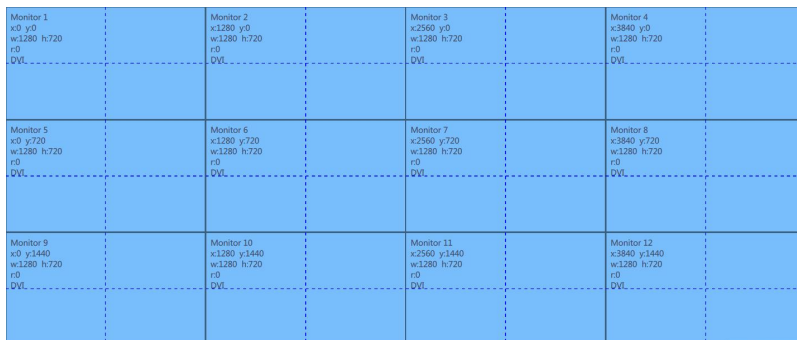 Monitor 1
x:0 y:0
w:1280 h:720
r:0
DVI
Monitor 2
x:1280 y:0
w:1280 h:720
r:0
DVI
Monitor 3
x:2560 y:0
w:1280 h:720
r:0
DVI
Monitor 4
x:3840 y:0
w:1280 h:720
r:0
DVI
Monitor 5
x:0 y:720
w:1280 h:720
r:0
DVI
Monitor 6
x:1280 y:720
w:1280 h:720
r:0
DVI
Monitor 7
x:2560 y:720
w:1280 h:720
r:0
DVI
Monitor 8
x:3840 y:720
w:1280 h:720
r:0
DVI
Monitor 9
x:0 y:1440
w:1280 h:720
r:0
DVI
Monitor 10
x:1280 y:1440
w:1280 h:720
r:0
DVI
Monitor 11
x:2560 y:1440
w:1280 h:720
r:0
DVI
Monitor 12
x:3840 y:1440
w:1280 h:720
r:0
DVI